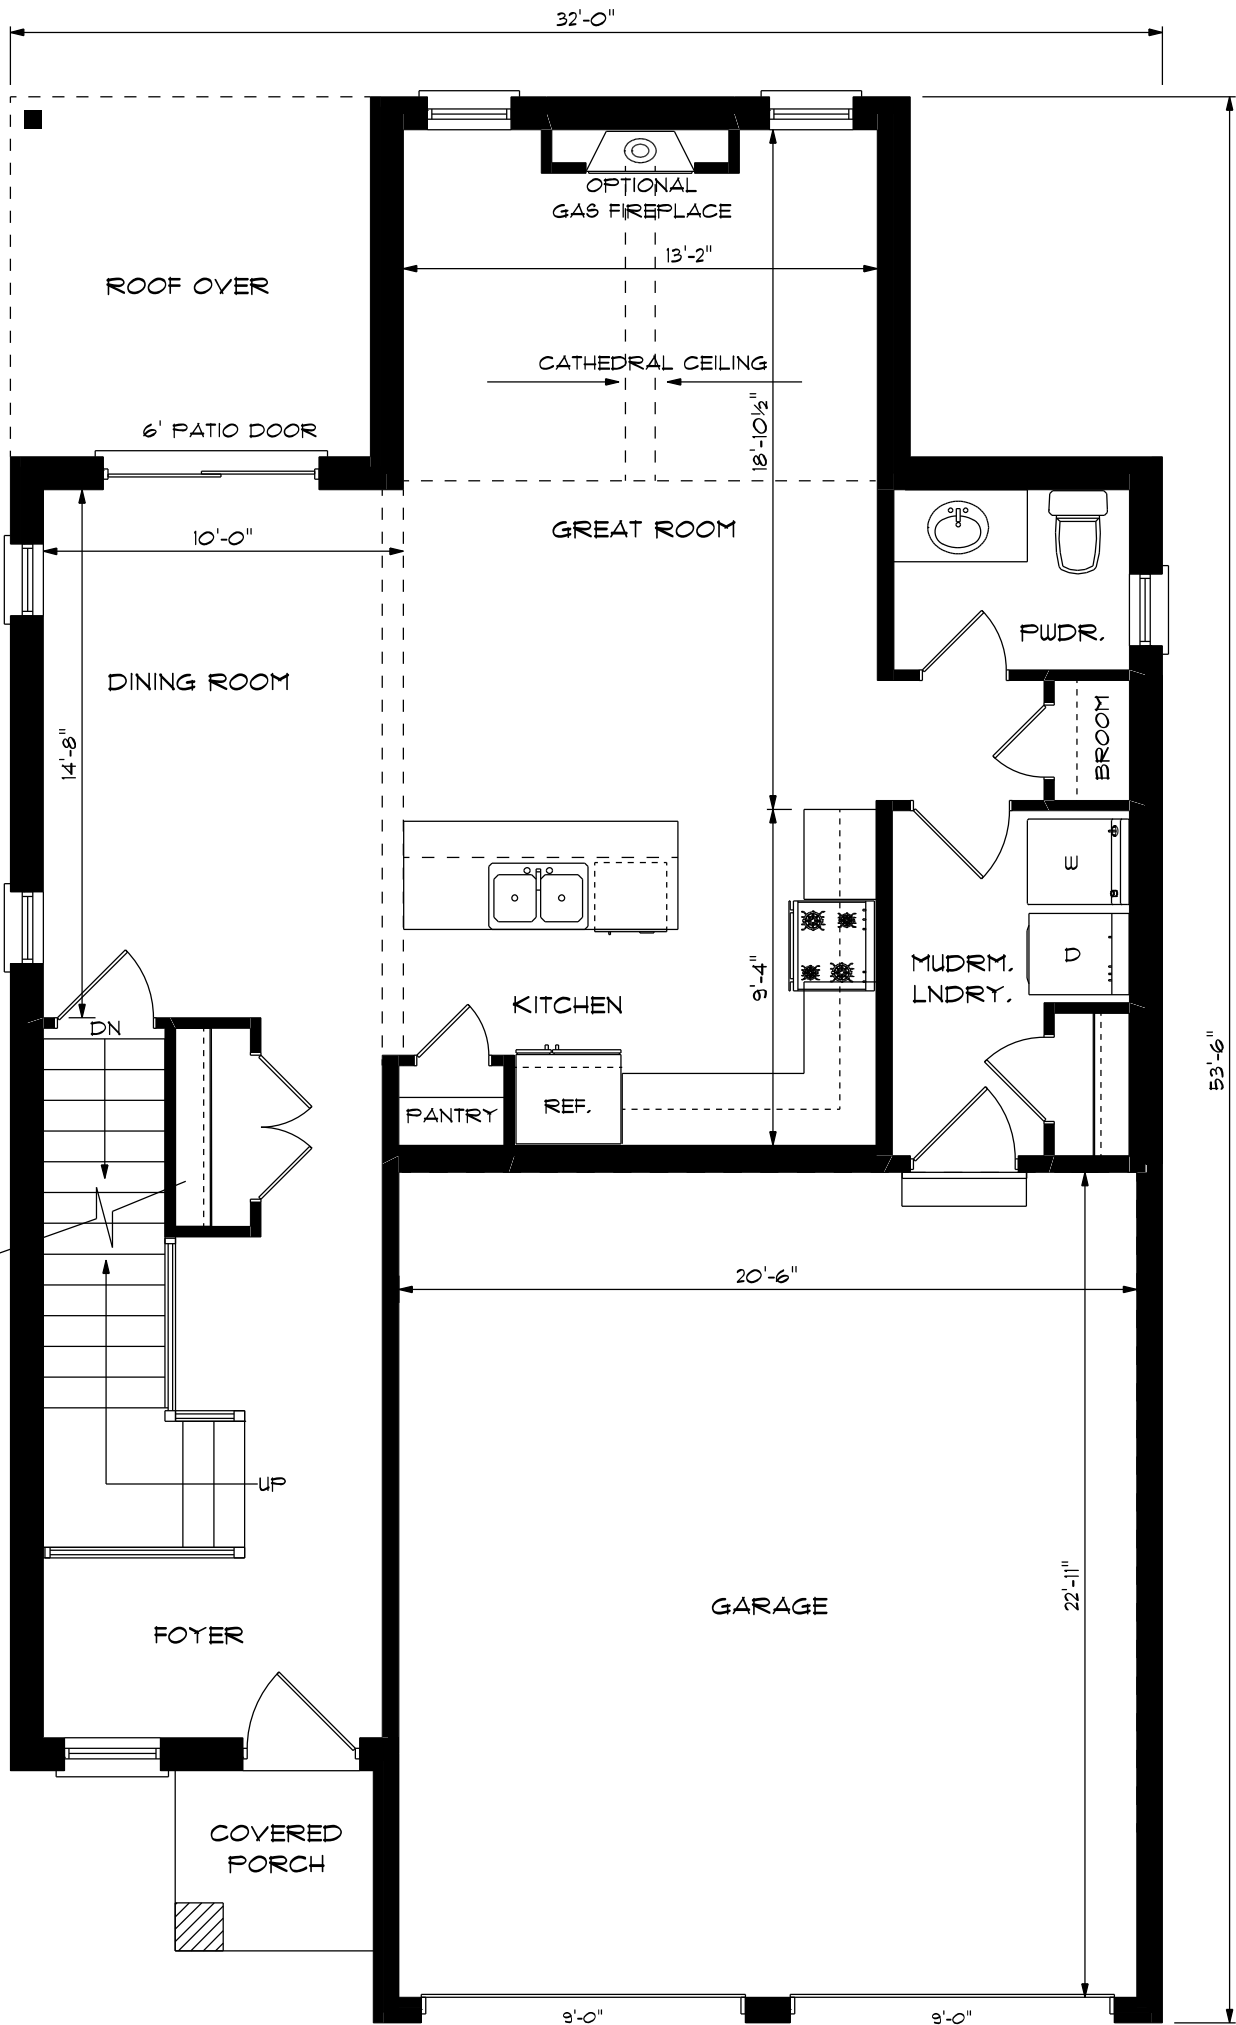 32'-0"
OPTIONAL
GAS FIREPLACE
13'-2"
ROOF OVER
CATHEDRAL CEILING
18'-10½"
6' PATIO DOOR
GREAT ROOM
10'-0"
PWDR.
DINING ROOM
BROOM
14'-8"
W
D
MUDRM.
LNDRY.
9'-4"
KITCHEN
DN
53'-6"
PANTRY
REF.
20'-6"
UP
22'-11"
GARAGE
FOYER
COVERED
PORCH
9'-0"
9'-0"